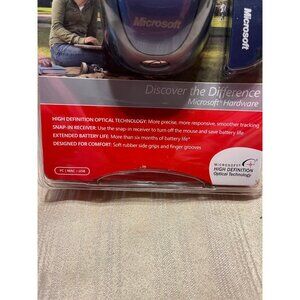 Microsoft
Microsoft
Discover the Difference
Microsoft® Hardware
HIGH DEFINITION OPTICAL TECHNOLOGY: More precise, more responsive, smoother tracking
SNAP-IN RECEIVER: Use the snap-in receiver to turn off the mouse and save battery life
EXTENDED BATTERY LIFE: More than six months of battery life*
DESIGNED FOR COMFORT: Soft rubber side grips and finger grooves
MICROSOFT
HIGH DEFINITION
Optical Technology
PC | MAC | USB